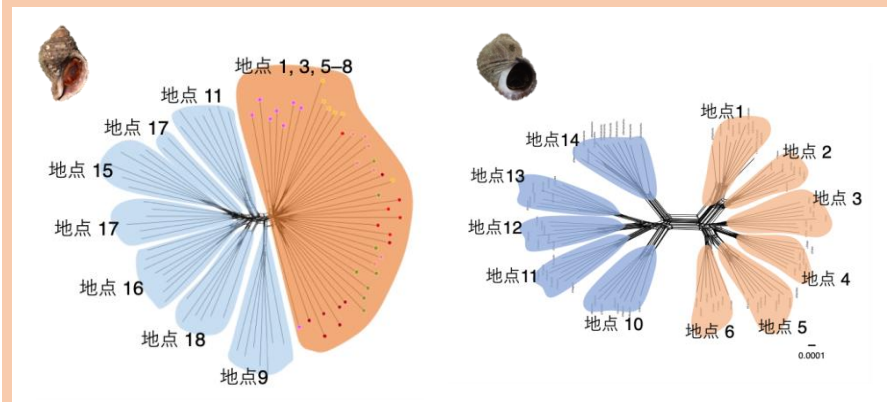 地点 1, 3, 5–8
地点 11
地点 17
地点 15
地点 17
地点 16
地点 18
地点9
地点14
地点13
地点12
地点11
地点 10
地点1
地点 2
地点 3
地点 4
地点 5
地点 6
0.0001